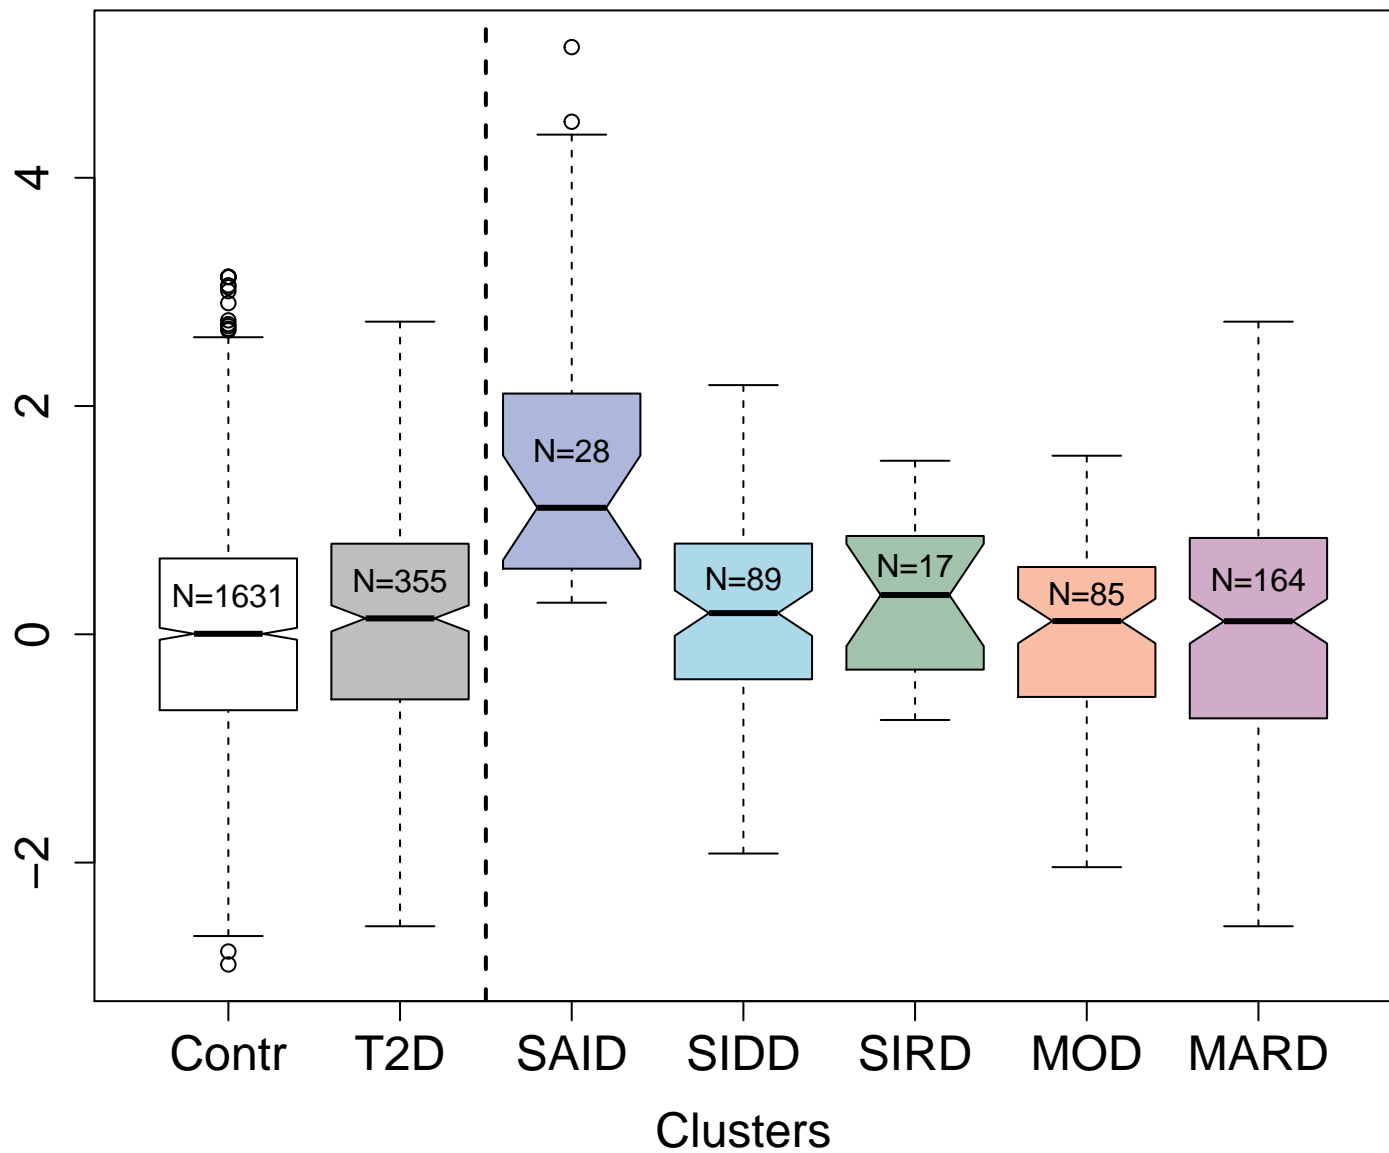 4
2
0
−2
N=1631
N=355
N=28
N=89
N=17
N=85
N=164
Contr T2D SAID SIDD SIRD MOD MARD
Clusters